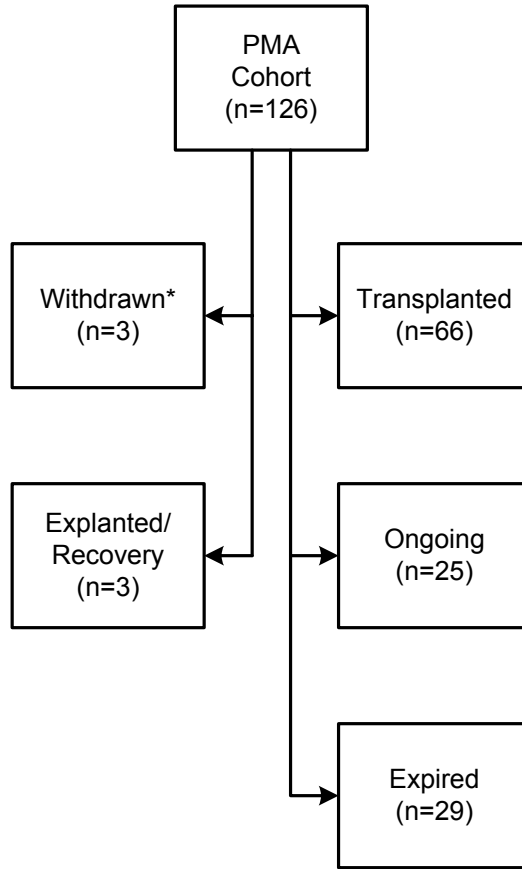 PMA
Cohort
(n=126)
Withdrawn*
(n=3)
Transplanted
(n=66)
Explanted/
Recovery
(n=3)
Ongoing
(n=25)
Expired
(n=29)